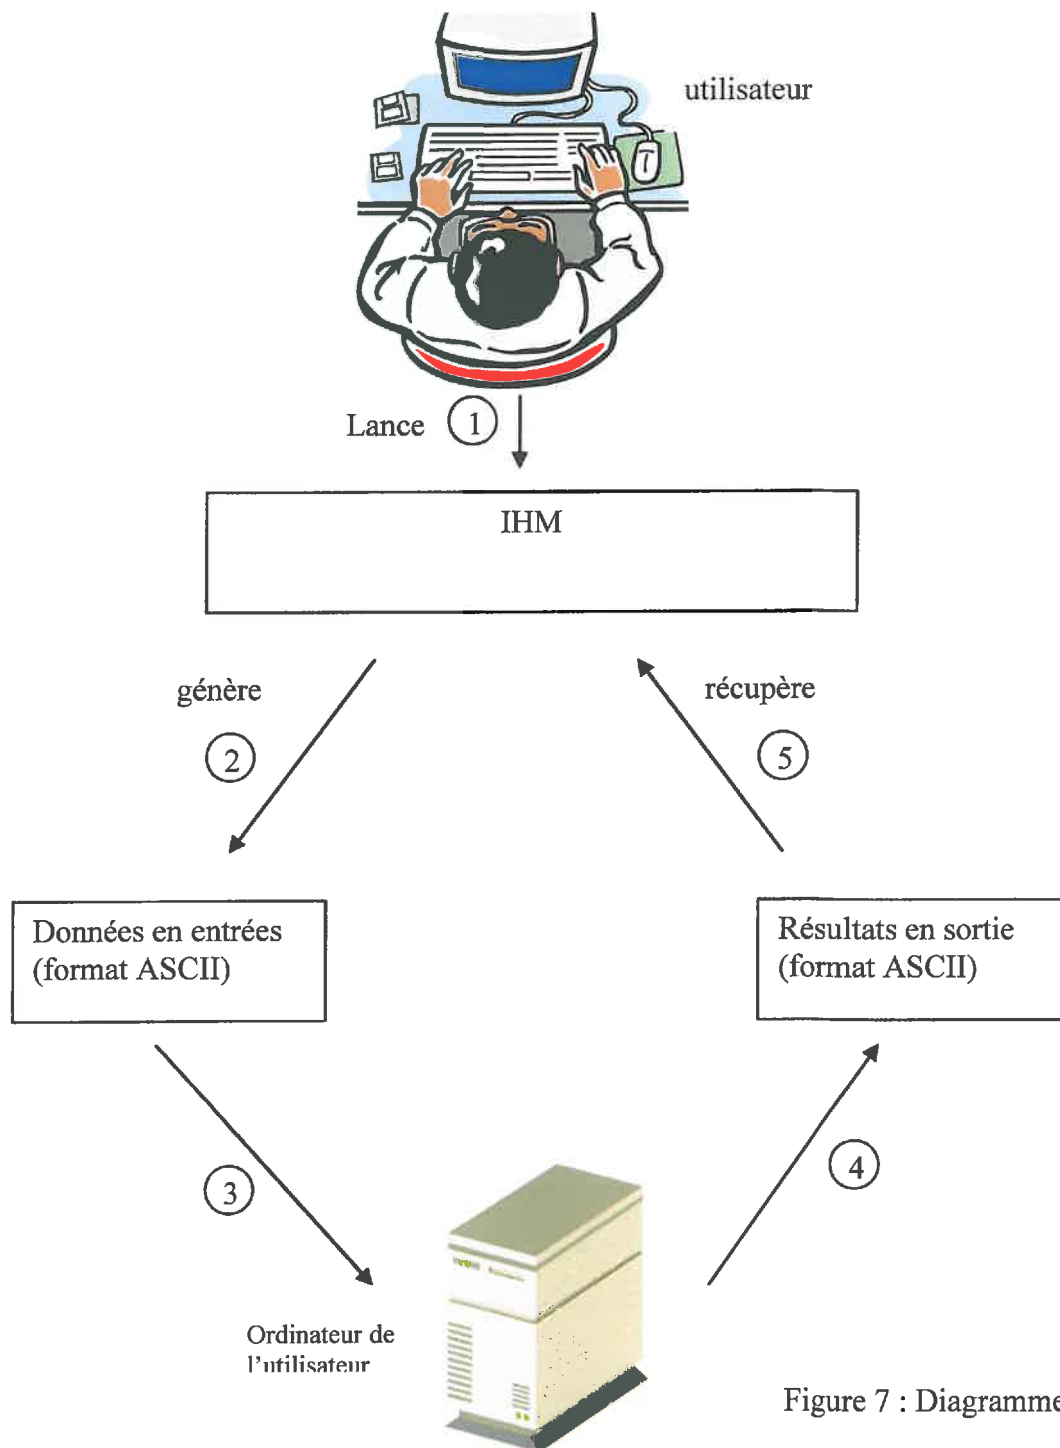 utilisateur
Lance 1
IHM
génère
2
récupère
5
Données en entrées
(format ASCII)
Résultats en sortie
(format ASCII)
3
4
Ordinateur de
l'utilisateur
Figure 7 : Diagramme